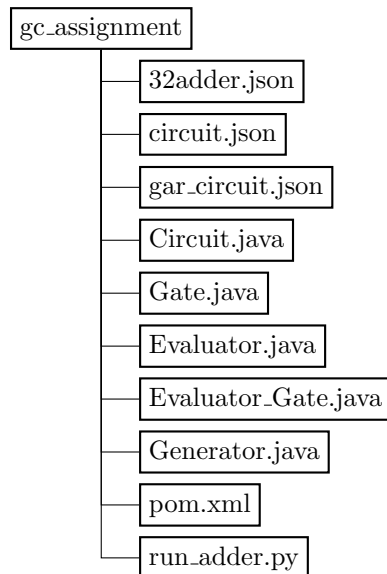 gc_assignment
32adder.json
circuit.json
gar_circuit.json
Circuit.java
Gate.java
Evaluator.java
Evaluator_Gate.java
Generator.java
pom.xml
run_adder.py